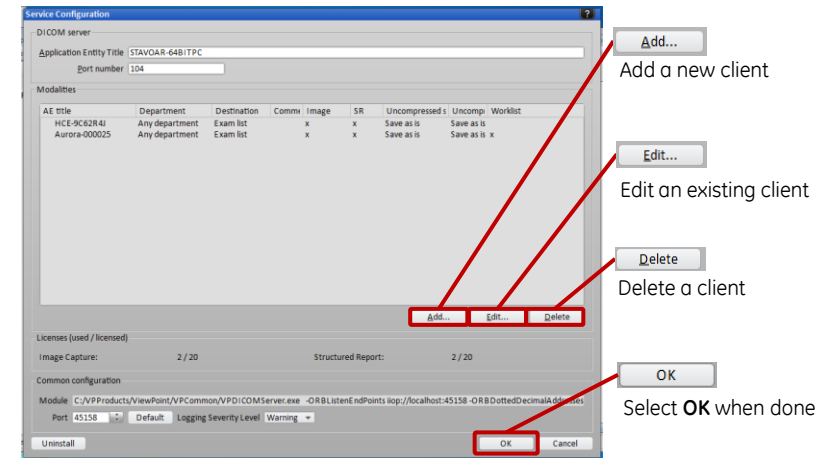 Service Configuration ?
DICOM server
Application Entity Title STAVOAR-64BITPC
Port number 104
Modalities
AE title Department Destination Comm Image SR Uncompressed s Uncompr Worklist
HCE-9C62R4J Any department Exam list x x Save as is Save as is
Aurora-000025 Any department Exam list x x Save as is Save as is x
Add... Edit... Delete
Licenses (used / licensed)
Image Capture: 2 / 20 Structured Report: 2 / 20
Common configuration
Module C:/VPProducts/ViewPoint/VPCommon/VPDICOMServer.exe -ORBListenEndPoints iiop://localhost:45158 -ORBDottedDecimalAddresses
Port 45158 Default Logging Severity Level Warning
Uninstall OK Cancel
Add...
Add a new client
Edit...
Edit an existing client
Delete
Delete a client
OK
Select OK when done